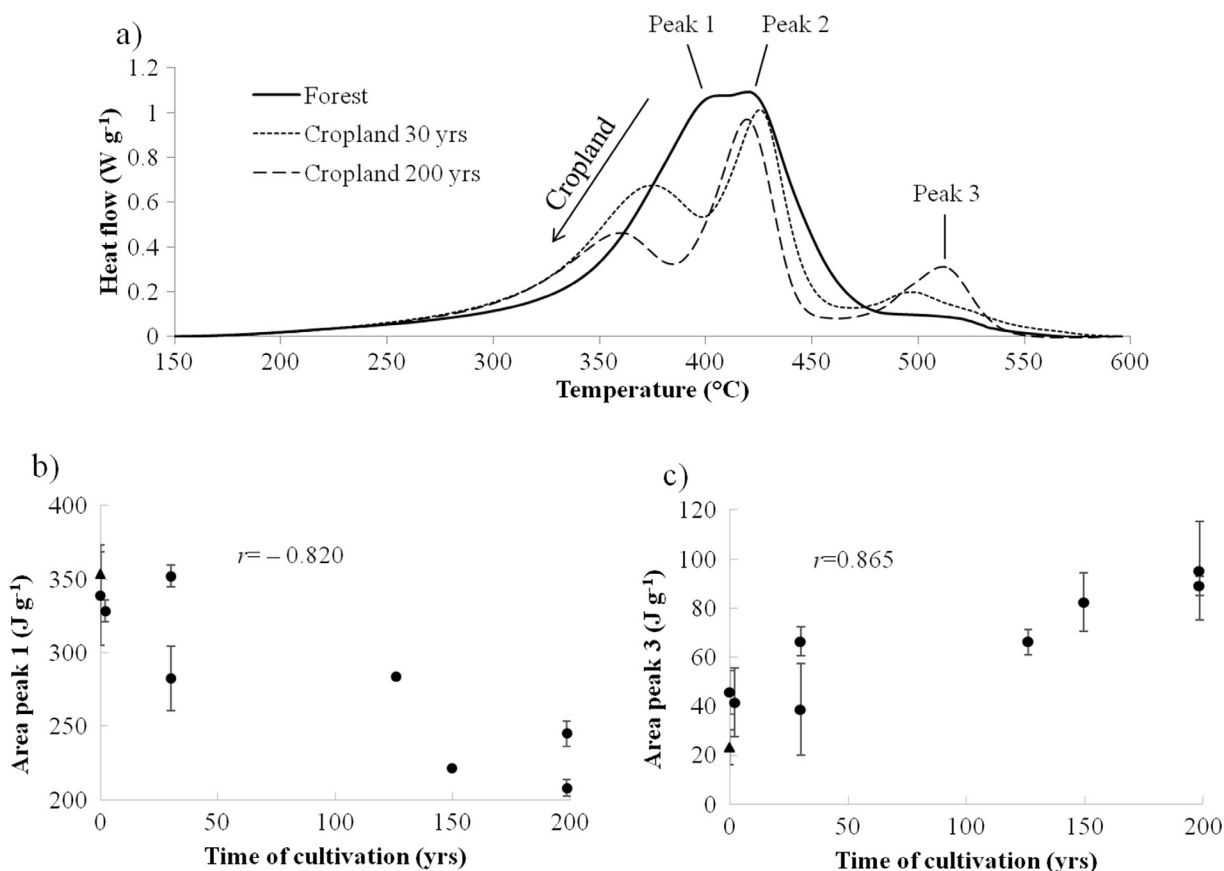 a)
Peak 1
Peak 2
Peak 3
Forest
Cropland 30 yrs
Cropland 200 yrs
Cropland
Heat flow (W g⁻¹)
1.2
1
0.8
0.6
0.4
0.2
0
150 200 250 300 350 400 450 500 550 600
Temperature (°C)
b)
r= – 0.820
Area peak 1 (J g⁻¹)
400
350
300
250
200
0 50 100 150 200
Time of cultivation (yrs)
c)
r=0.865
Area peak 3 (J g⁻¹)
120
100
80
60
40
20
0
0 50 100 150 200
Time of cultivation (yrs)